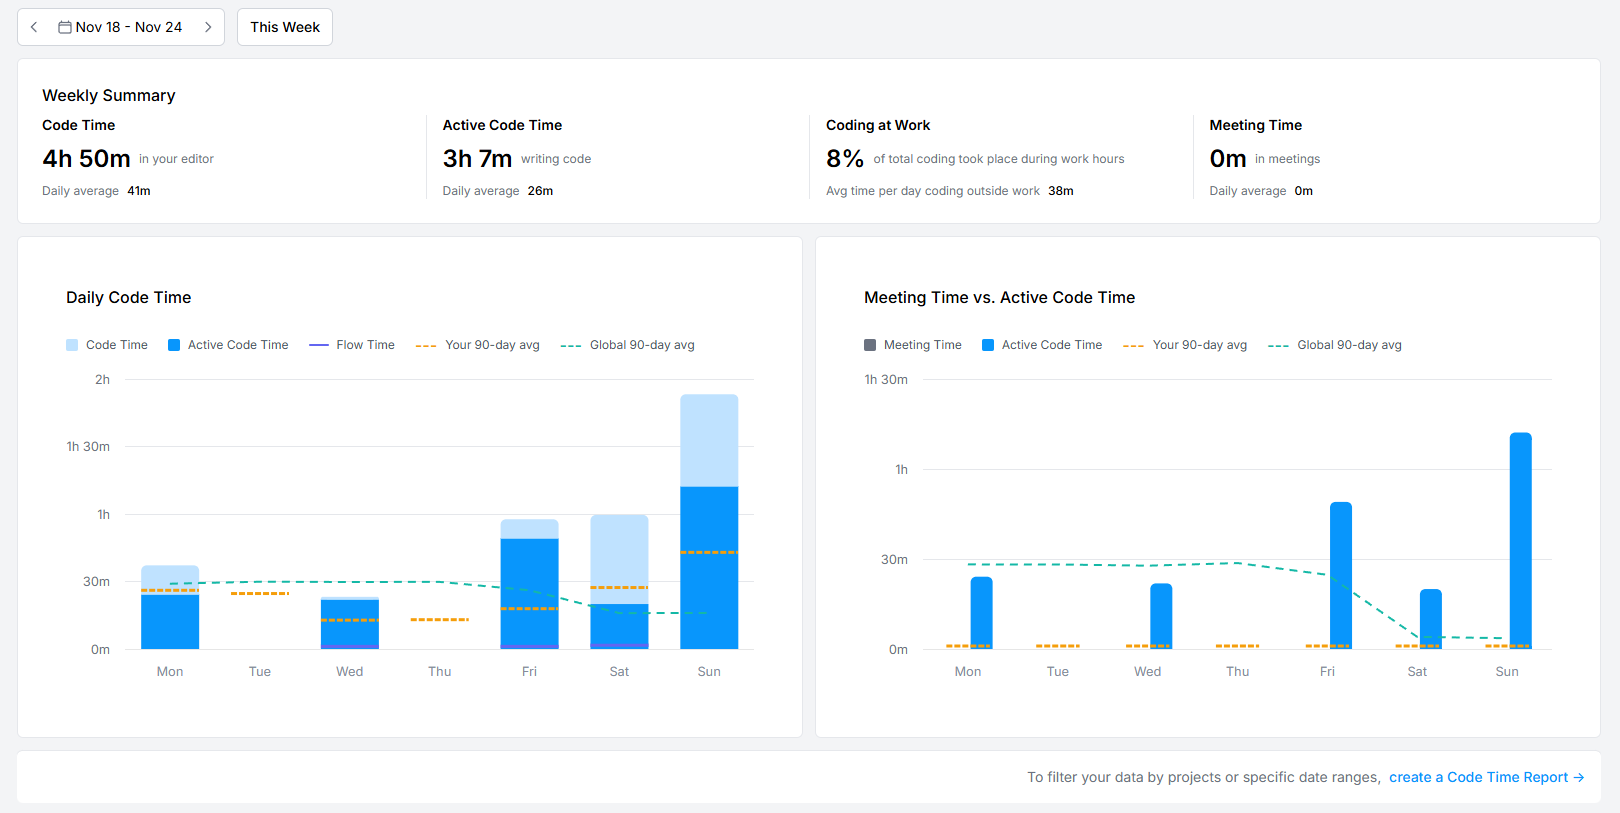 Nov 18 - Nov 24
This Week
Weekly Summary
Code Time
4h 50m in your editor
Daily average 41m
Active Code Time
3h 7m writing code
Daily average 26m
Coding at Work
8% of total coding took place during work hours
Avg time per day coding outside work 38m
Meeting Time
0m in meetings
Daily average 0m
Daily Code Time
Code Time Active Code Time Flow Time Your 90-day avg Global 90-day avg
2h
1h 30m
1h
30m
0m
Mon Tue Wed Thu Fri Sat Sun
Meeting Time vs. Active Code Time
Meeting Time Active Code Time Your 90-day avg Global 90-day avg
1h 30m
1h
30m
0m
Mon Tue Wed Thu Fri Sat Sun
To filter your data by projects or specific date ranges, create a Code Time Report →